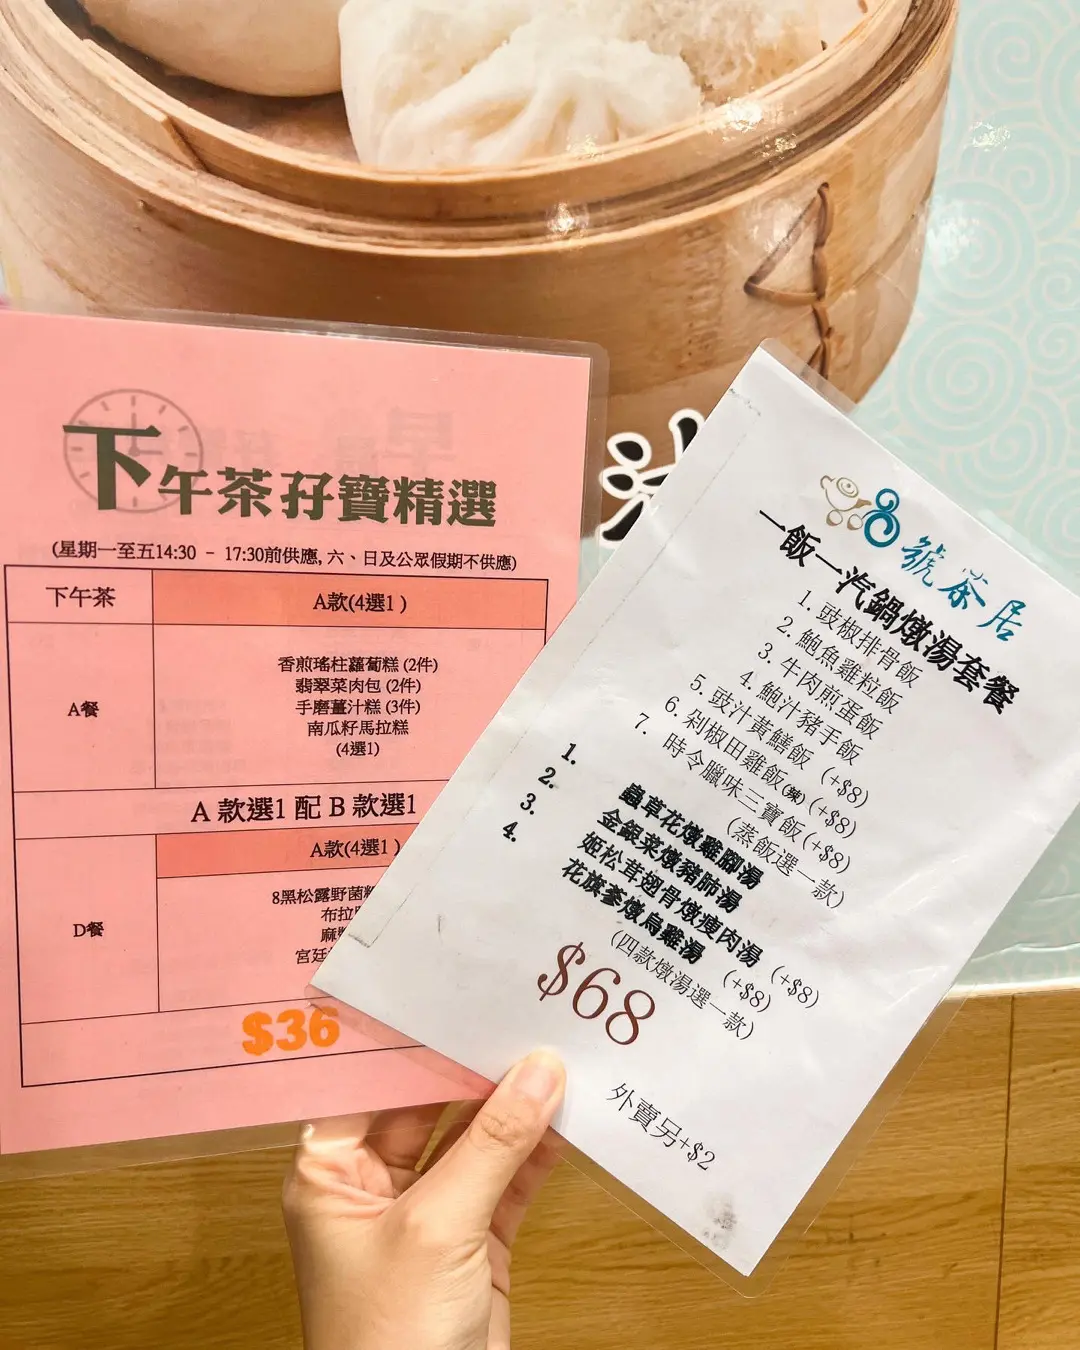 下午茶孖寶精選
(星期一至五14:30 - 17:30前供應, 六、日及公眾假期不供應)
下午茶
A款(4選1)
A餐
香煎瑤柱蘿蔔糕 (2件)
翡翠菜肉包 (2件)
手磨薑汁糕 (3件)
南瓜籽馬拉糕
(4選1)
A 款選1 配 B 款選1
D餐
A款(4選1)
8黑松露野菌
布拉
麻
宮廷
$36
8號茶居
一飯一汽鍋燉湯套餐
1. 豉椒排骨飯
2. 鮑魚雞粒飯
3. 牛肉煎蛋飯
4. 鮑汁豬手飯
5. 豉汁黃鱔飯 (+$8)
6. 剁椒田雞飯(辣)(+$8)
7. 時令臘味三寶飯(+$8)
(蒸飯選一款)
1. 蟲草花燉雞腳湯
2. 金銀菜燉豬肺湯
3. 姬松茸翅骨燉瘦肉湯 (+$8)
4. 花旗參燉烏雞湯 (+$8)
(四款燉湯選一款)
$68
外賣另+$2